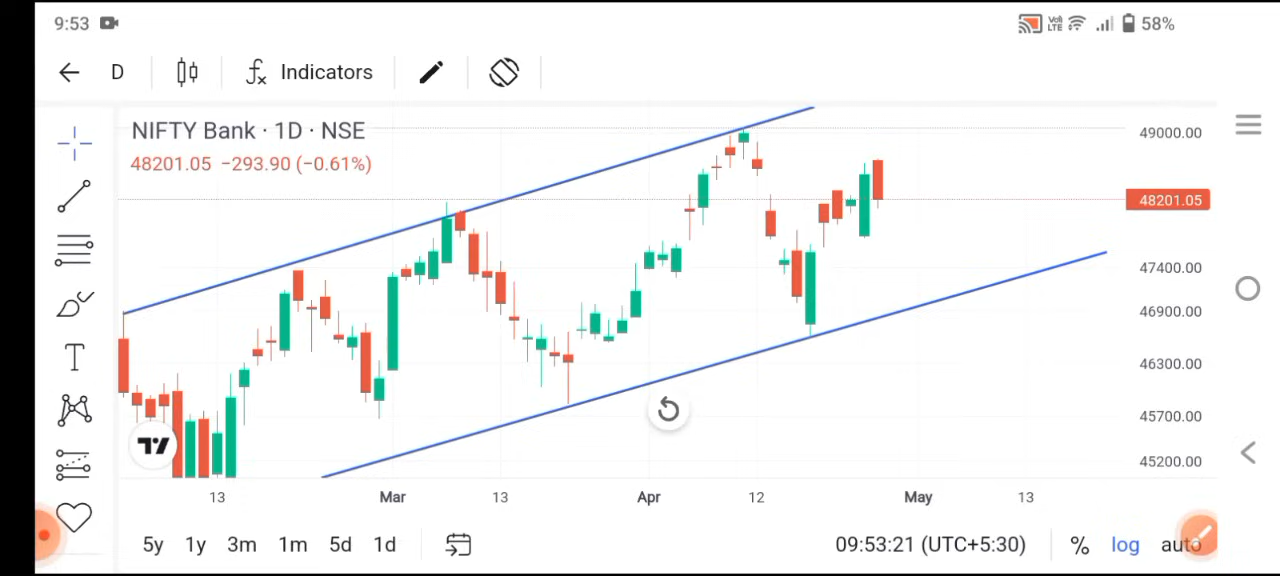 9:53 Vo) LTE 58%
D Indicators
NIFTY Bank · 1D · NSE
48201.05 −293.90 (−0.61%)
49000.00
48201.05
47400.00
46900.00
46300.00
45700.00
45200.00
T
13 Mar 13 Apr 12 May 13
5y 1y 3m 1m 5d 1d 09:53:21 (UTC+5:30) % log auto